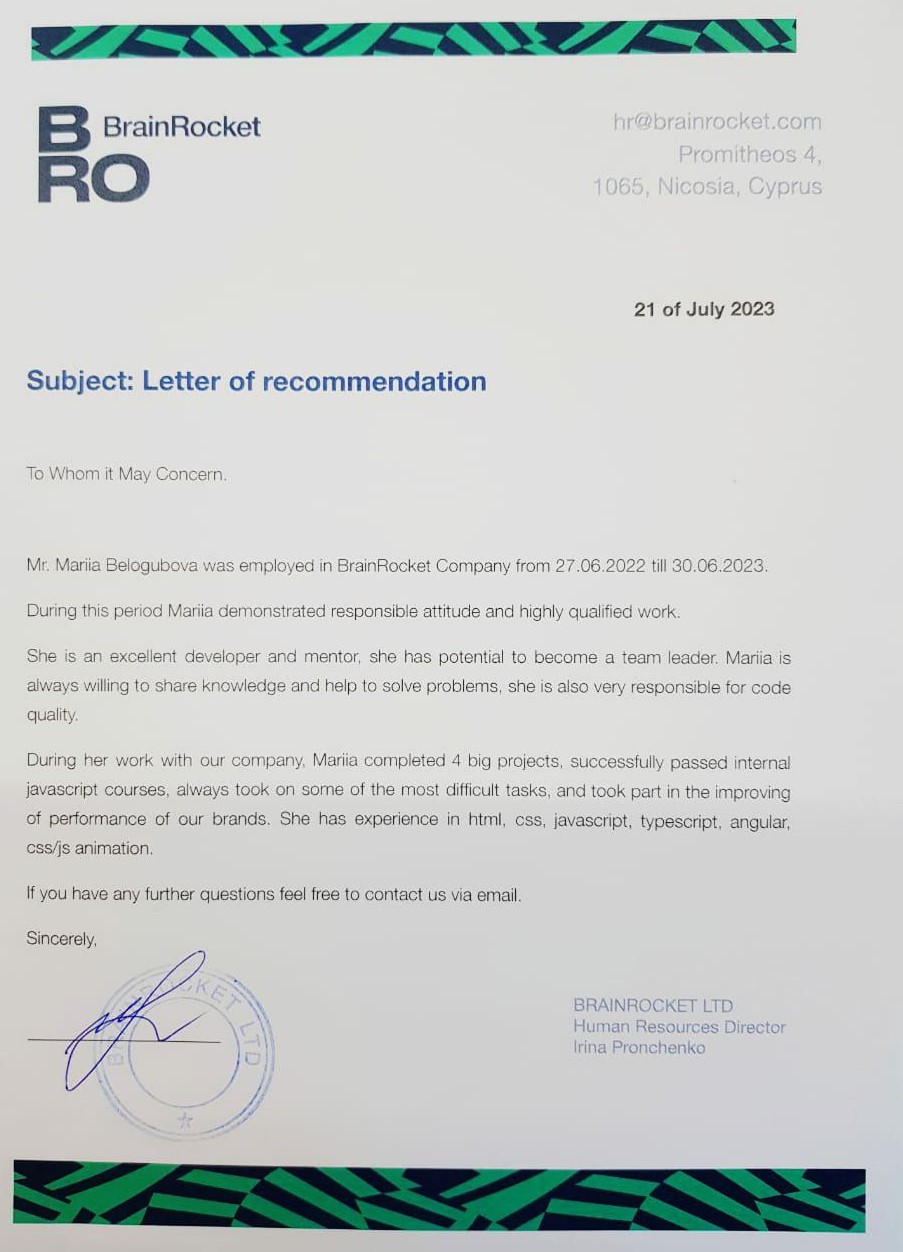 B
RO
BrainRocket
hr@brainrocket.com
Promitheos 4,
1065, Nicosia, Cyprus
21 of July 2023
Subject: Letter of recommendation
To Whom it May Concern.
Mr. Mariia Belogubova was employed in BrainRocket Company from 27.06.2022 till 30.06.2023.
During this period Mariia demonstrated responsible attitude and highly qualified work.
She is an excellent developer and mentor, she has potential to become a team leader. Mariia is
always willing to share knowledge and help to solve problems, she is also very responsible for code
quality.
During her work with our company, Mariia completed 4 big projects, successfully passed internal
javascript courses, always took on some of the most difficult tasks, and took part in the improving
of performance of our brands. She has experience in html, css, javascript, typescript, angular,
css/js animation.
If you have any further questions feel free to contact us via email.
Sincerely,
BRAINROCKET LTD
BRAINROCKET LTD
Human Resources Director
Irina Pronchenko